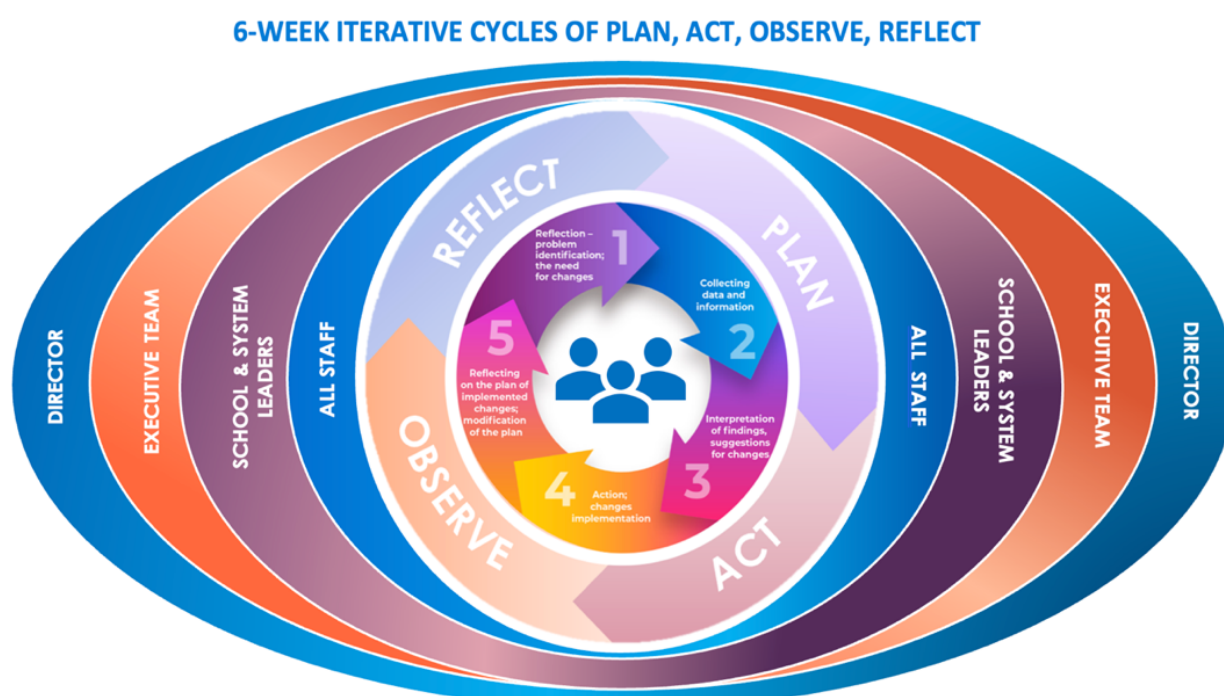 6-WEEK ITERATIVE CYCLES OF PLAN, ACT, OBSERVE, REFLECT
DIRECTOR
EXECUTIVE TEAM
SCHOOL & SYSTEM
LEADERS
ALL STAFF
REFLECT
PLAN
ACT
OBSERVE
1
Reflection –
problem
identification;
the need
for changes
2
Collecting
data and
information
3
Interpretation
of findings,
suggestions
for changes
4
Action;
changes
implementation
5
Reflecting
on the plan of
implemented
changes;
modification
of the plan
ALL STAFF
SCHOOL & SYSTEM
LEADERS
EXECUTIVE TEAM
DIRECTOR